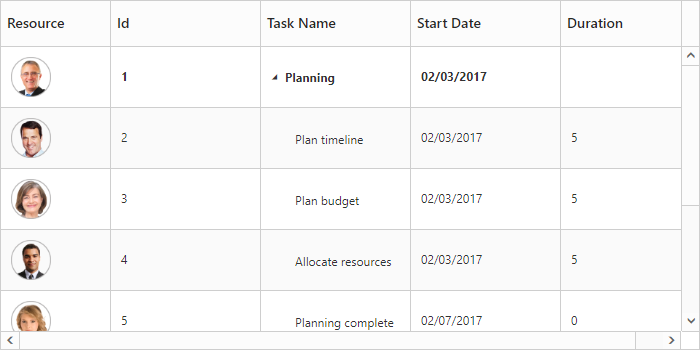 Resource Id Task Name Start Date Duration
1 Planning 02/03/2017
2 Plan timeline 02/03/2017 5
3 Plan budget 02/03/2017 5
4 Allocate resources 02/03/2017 5
5 Planning complete 02/07/2017 0